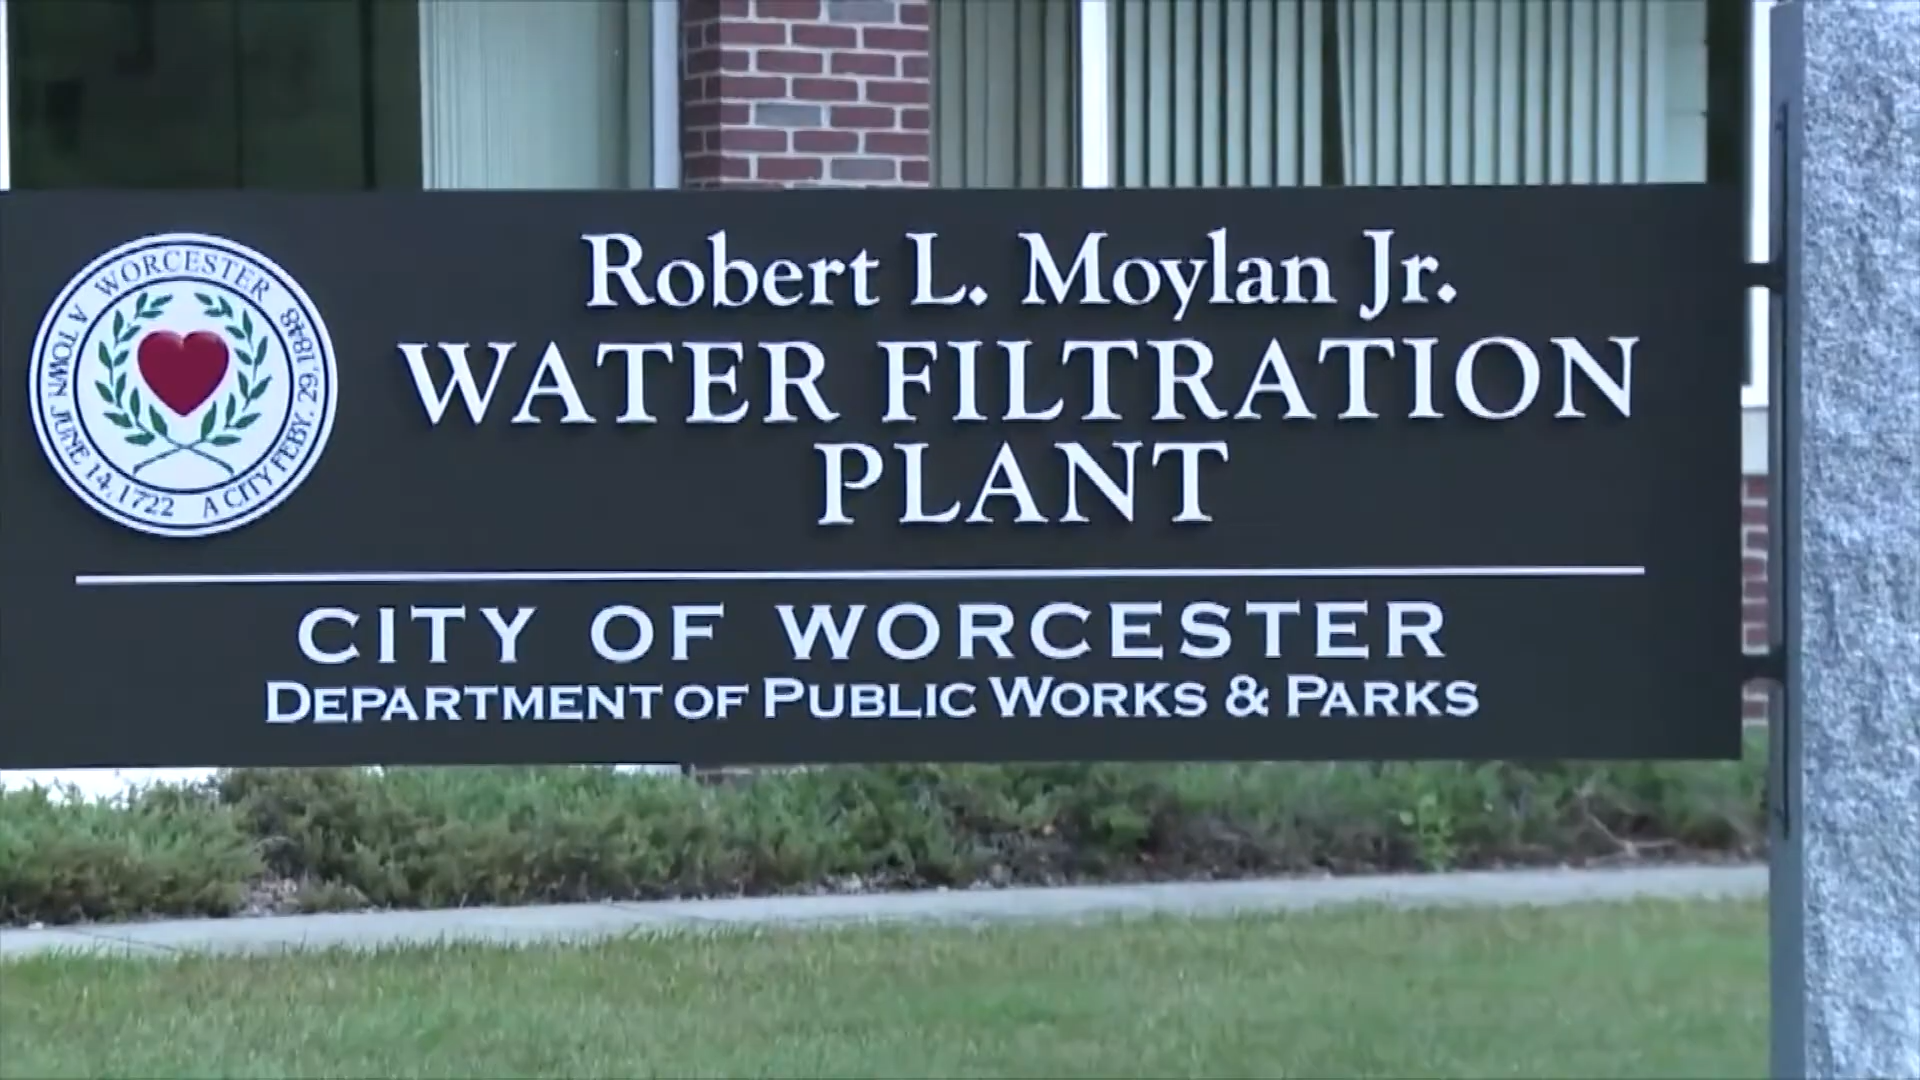 WORCESTER
A TOWN JUNE 14, 1722
A CITY FEBY. 29, 1848
Robert L. Moylan Jr.
WATER FILTRATION
PLANT
CITY OF WORCESTER
DEPARTMENT OF PUBLIC WORKS & PARKS